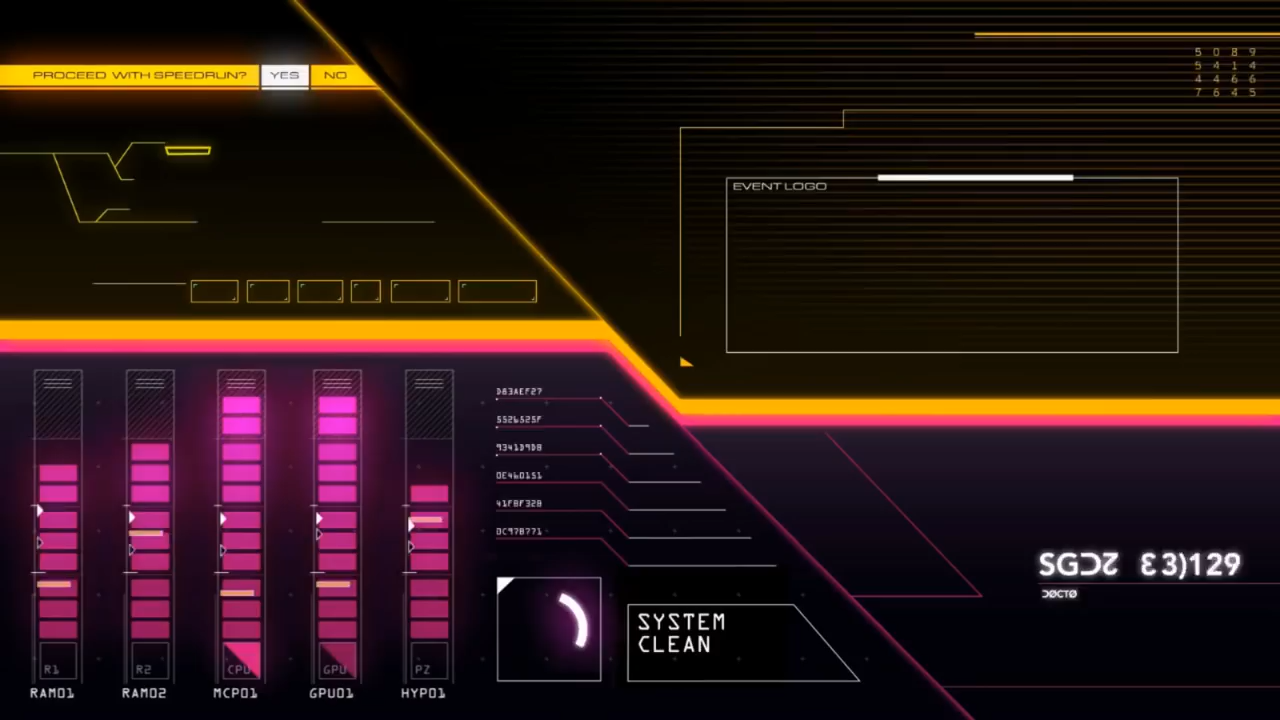 PROCEED WITH SPEEDRUN? YES NO
5 0 8 9
5 4 1 4
4 4 6 6
7 6 4 5
EVENT LOGO
D83AEF27
5526525F
9341D9D8
0E460151
41F8F328
0C97B771
SYSTEM
CLEAN
R1 R2 CPU GPU PZ
RAM01 RAM02 MCP01 GPU01 HYP01